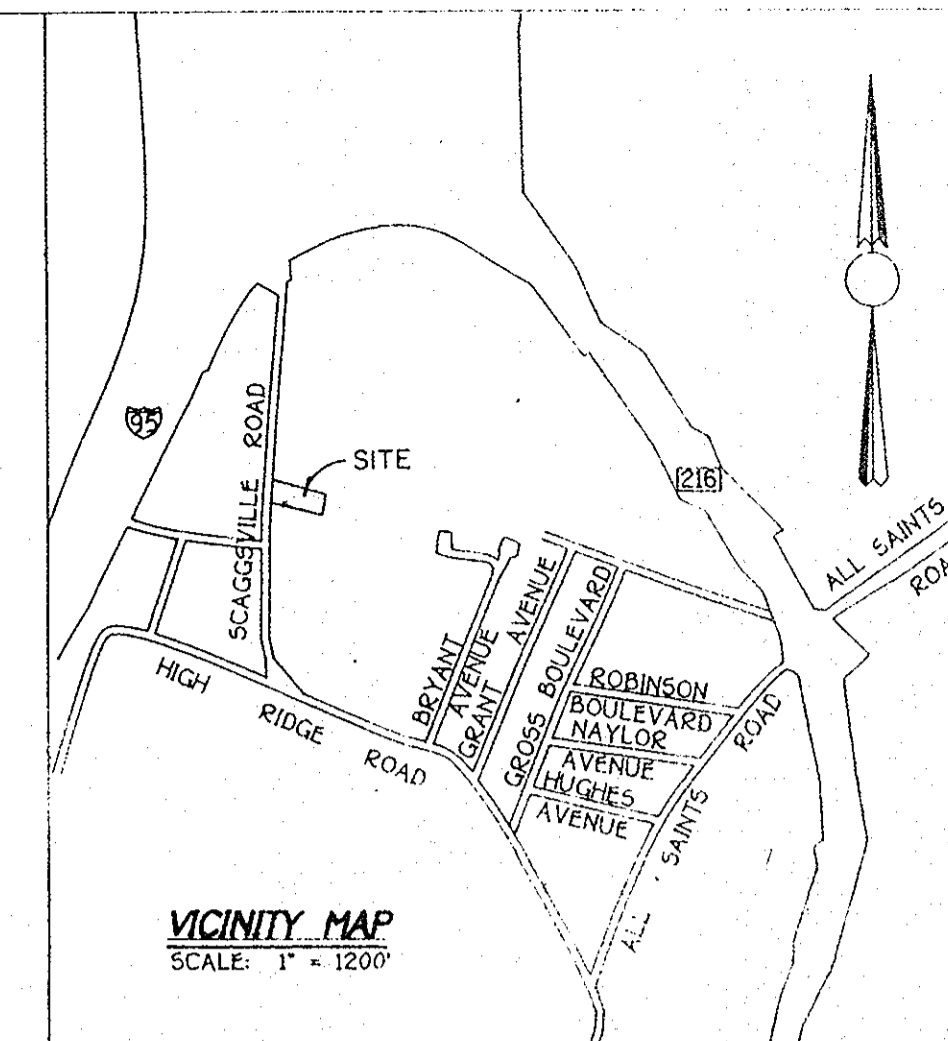 95
SCAGGSVILLE ROAD
SITE
216
ALL SAINTS
ROA
HIGH
RIDGE
ROAD
BRYANT
AVENUE
GRANT AVENUE
GROSS BOULEVARD
ROBINSON
BOULEVARD
NAYLOR
AVENUE
HUGHES
AVENUE
ALL SAINTS ROAD
VICINITY MAP
SCALE: 1" = 1200'